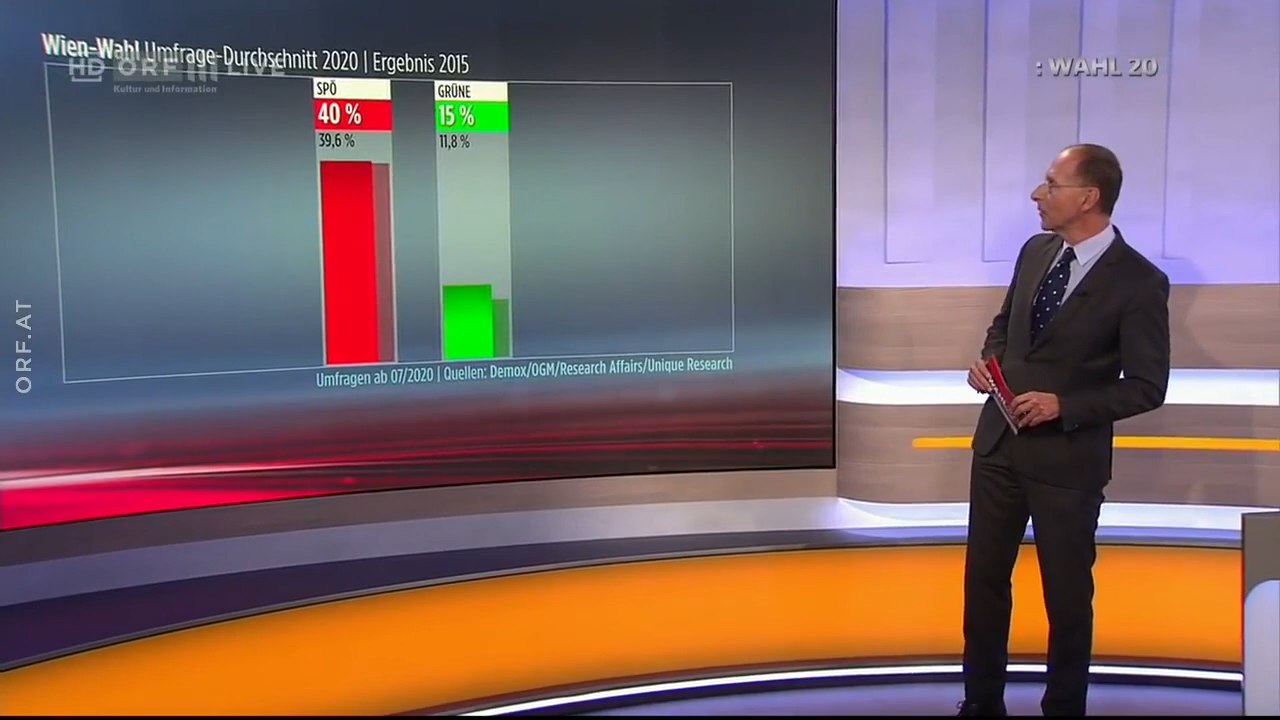 Wien-Wahl Umfrage-Durchschnitt 2020 | Ergebnis 2015
HD ORF III LIVE
Kultur und Information
: WAHL 20
SPÖ
40 %
39,6 %
GRÜNE
15 %
11,8 %
Umfragen ab 07/2020 | Quellen: Demox/OGM/Research Affairs/Unique Research
ORF.AT